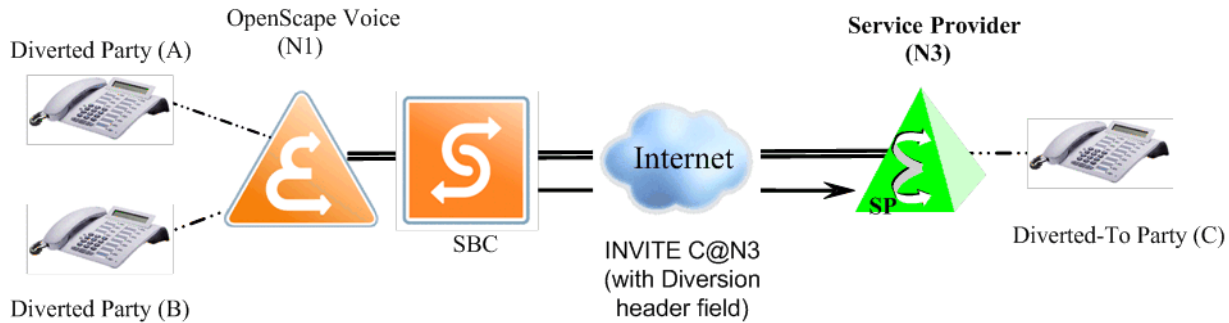 OpenScape Voice
(N1)
Diverted Party (A)
Service Provider
(N3)
Internet
SP
SBC
INVITE C@N3
(with Diversion
header field)
Diverted-To Party (C)
Diverted Party (B)